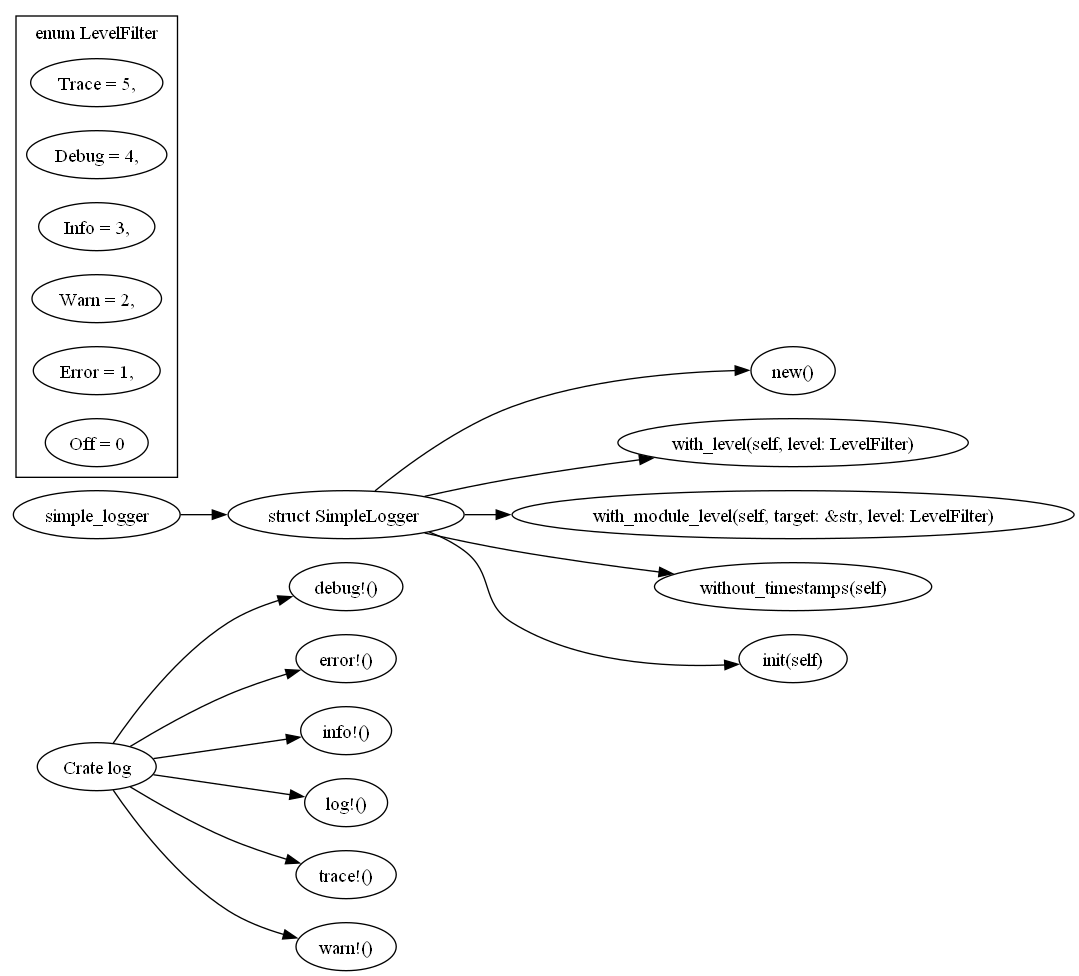 enum LevelFilter
Trace = 5,
Debug = 4,
Info = 3,
Warn = 2,
Error = 1,
Off = 0
simple_logger
struct SimpleLogger
new()
with_level(self, level: LevelFilter)
with_module_level(self, target: &str, level: LevelFilter)
without_timestamps(self)
init(self)
Crate log
debug!()
error!()
info!()
log!()
trace!()
warn!()